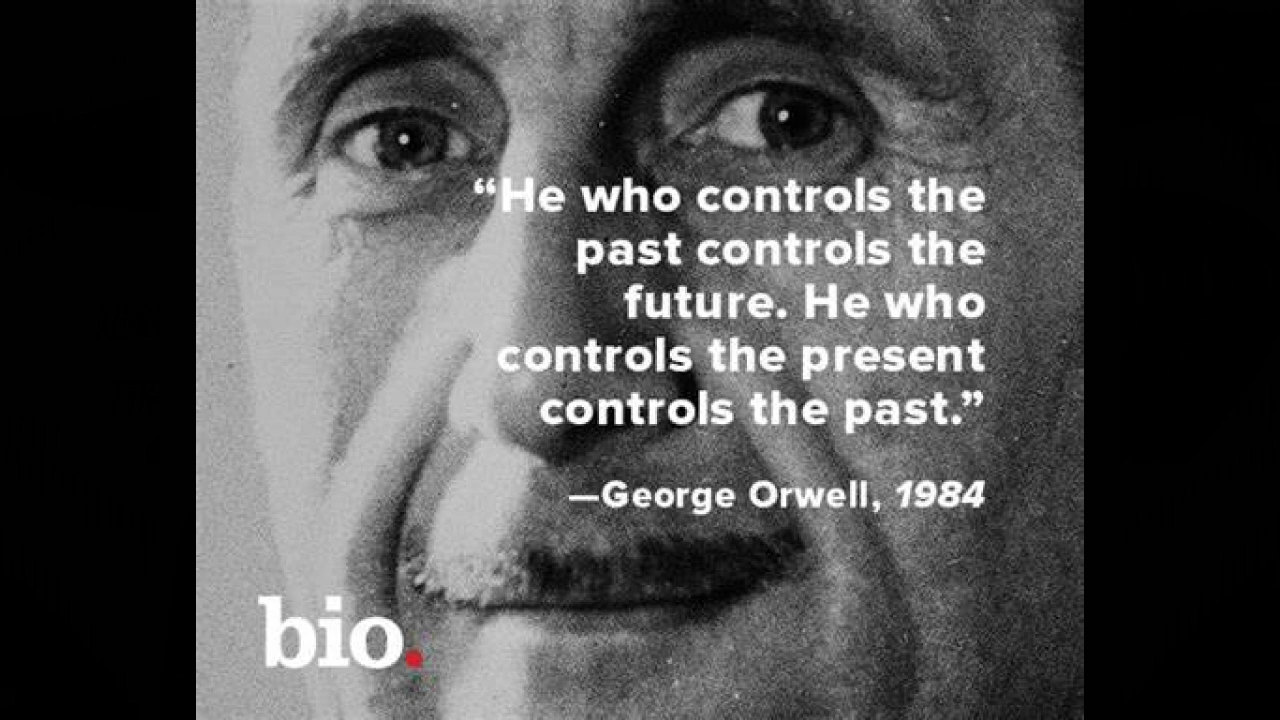 “He who controls the
past controls the
future. He who
controls the present
controls the past.”
—George Orwell, 1984
bio.